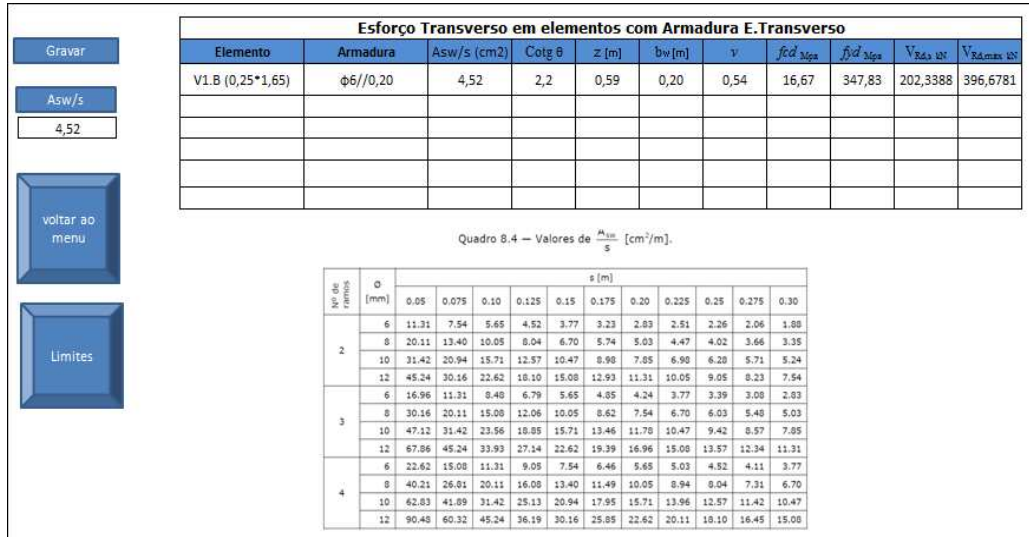 Esforço Transverso em elementos com Armadura E.Transverso
Gravar
Elemento Armadura Asw/s (cm2) Cotg θ z [m] bw[m] ν fcd Mpa fyd Mpa VRd,s kN VRd,max kN
V1.B (0,25*1,65) ϕ6//0,20 4,52 2,2 0,59 0,20 0,54 16,67 347,83 202,3388 396,6781
Asw/s
4,52
voltar ao
menu
Quadro 8.4 — Valores de Asw/s [cm²/m].
Nº de ramos Ø [mm] s [m]
0.05 0.075 0.10 0.125 0.15 0.175 0.20 0.225 0.25 0.275 0.30
2
6 11.31 7.54 5.65 4.52 3.77 3.23 2.83 2.51 2.26 2.06 1.88
8 20.11 13.40 10.05 8.04 6.70 5.74 5.03 4.47 4.02 3.66 3.35
10 31.42 20.94 15.71 12.57 10.47 8.98 7.85 6.98 6.28 5.71 5.24
12 45.24 30.16 22.62 18.10 15.08 12.93 11.31 10.05 9.05 8.23 7.54
3
6 16.96 11.31 8.48 6.79 5.65 4.85 4.24 3.77 3.39 3.08 2.83
8 30.16 20.11 15.08 12.06 10.05 8.62 7.54 6.70 6.03 5.48 5.03
10 47.12 31.42 23.56 18.85 15.71 13.46 11.78 10.47 9.42 8.57 7.85
12 67.86 45.24 33.93 27.14 22.62 19.39 16.96 15.08 13.57 12.34 11.31
4
6 22.62 15.08 11.31 9.05 7.54 6.46 5.65 5.03 4.52 4.11 3.77
8 40.21 26.81 20.11 16.08 13.40 11.49 10.05 8.94 8.04 7.31 6.70
10 62.83 41.89 31.42 25.13 20.94 17.95 15.71 13.96 12.57 11.42 10.47
12 90.48 60.32 45.24 36.19 30.16 25.85 22.62 20.11 18.10 16.45 15.08
Limites